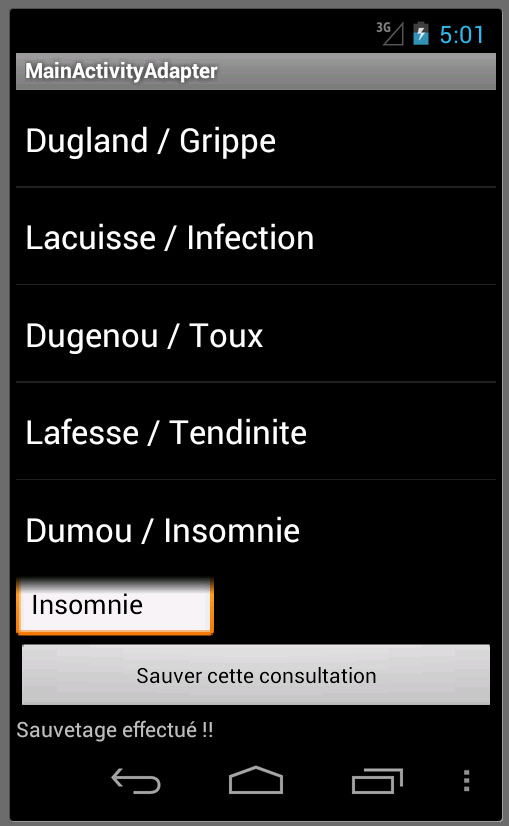 3G 5:01
MainActivityAdapter
Dugland / Grippe
Lacuisse / Infection
Dugenou / Toux
Lafesse / Tendinite
Dumou / Insomnie
Insomnie
Sauver cette consultation
Sauvetage effectué !!